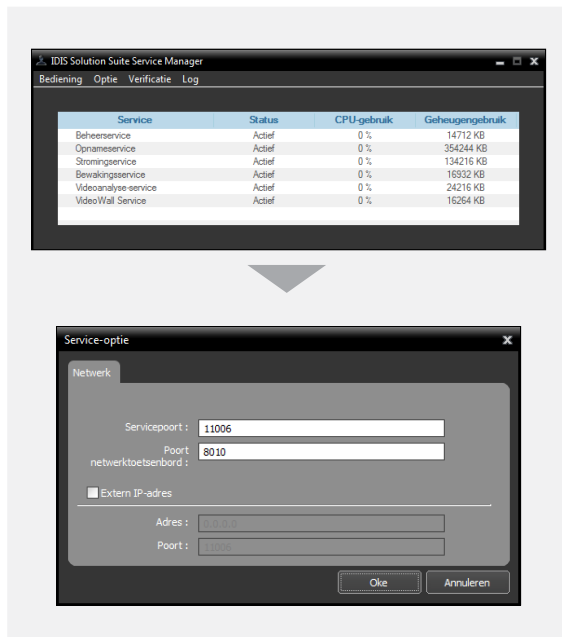 IDIS Solution Suite Service Manager
Bediening Optie Verificatie Log
Service Status CPU-gebruik Geheugengebruik
Beheerservice Actief 0 % 14712 KB
Opnameservice Actief 0 % 354244 KB
Stromingservice Actief 0 % 134216 KB
Bewakingsservice Actief 0 % 16932 KB
Videoanalyse-service Actief 0 % 24216 KB
VideoWall Service Actief 0 % 16264 KB
Service-optie
Netwerk
Servicepoort : 11006
Poort
netwerktoetsenbord : 8010
Extern IP-adres
Adres : 0.0.0.0
Poort : 11006
Oke Annuleren